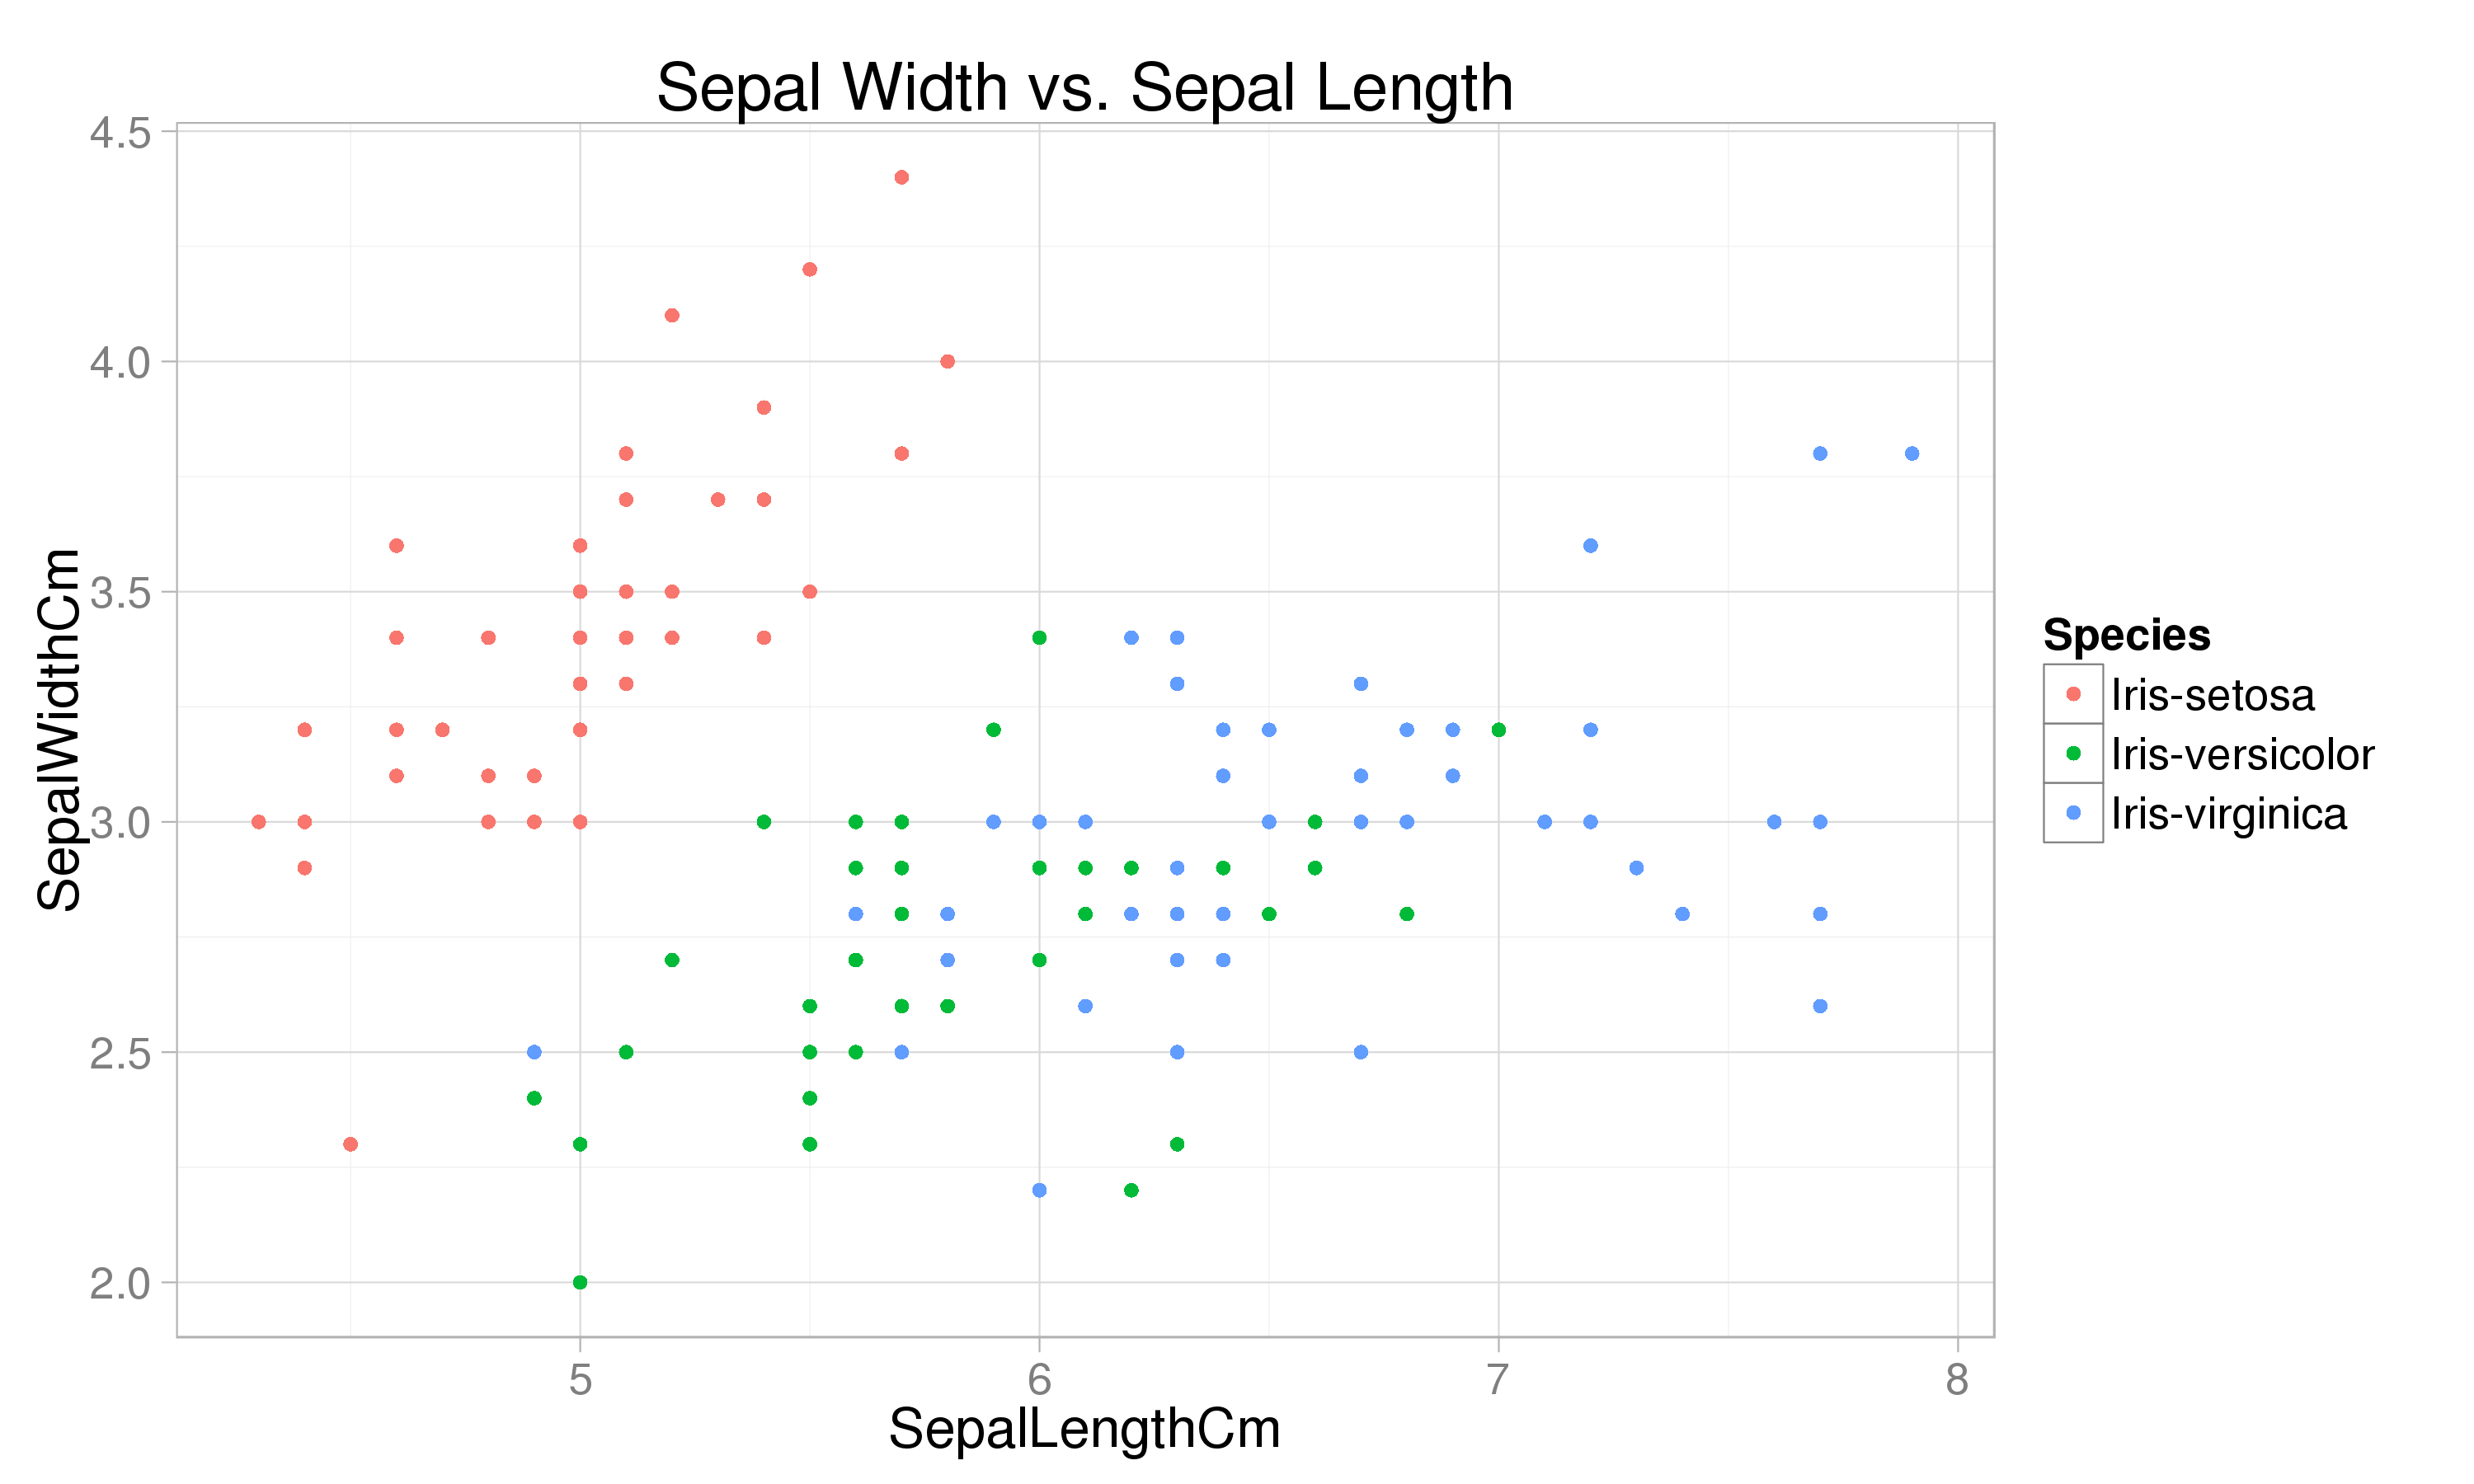 Sepal Width vs. Sepal Length
4.5
4.0
3.5
3.0
2.5
2.0
SepalWidthCm
5 6 7 8
SepalLengthCm
Species
Iris-setosa
Iris-versicolor
Iris-virginica